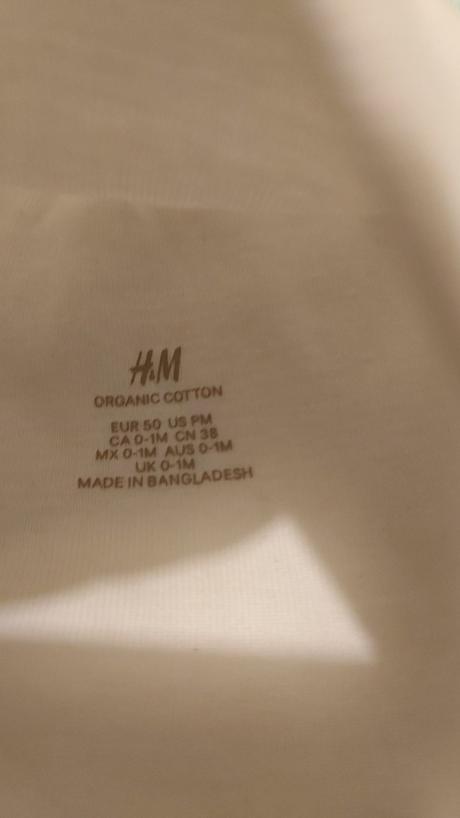 H&M
ORGANIC COTTON
EUR 50 US PM
CA 0-1M CN 38
MX 0-1M AUS 0-1M
UK 0-1M
MADE IN BANGLADESH